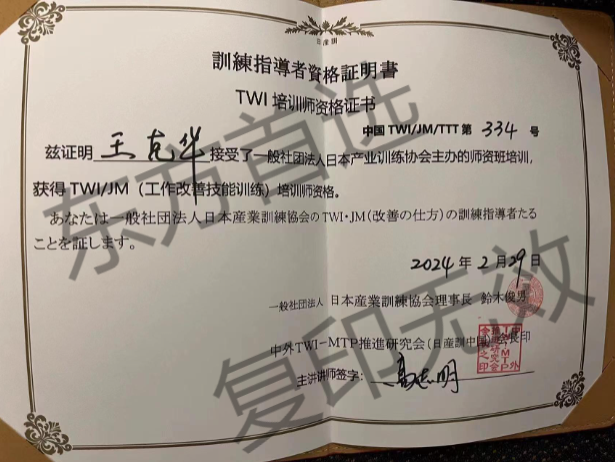 日産訓
訓練指導者資格証明書
TWI 培训师资格证书
中国 TWI/JM/TTT 第 334 号
兹证明 王克华 接受了一般社团法人日本产业训练协会主办的师资班培训,
获得 TWI/JM（工作改善技能训练）培训师资格。
あなたは一般社団法人日本産業訓練協会のTWI・JM(改善の仕方)の訓練指導者たる
ことを証します。
2024 年 2 月 29 日
一般社団法人 日本産業訓練協会理事長 鈴木俊男
中外TWI-MTP推進研究会(日産訓中国)会長印
主讲讲师签字: 高志明
东方首选
复印无效